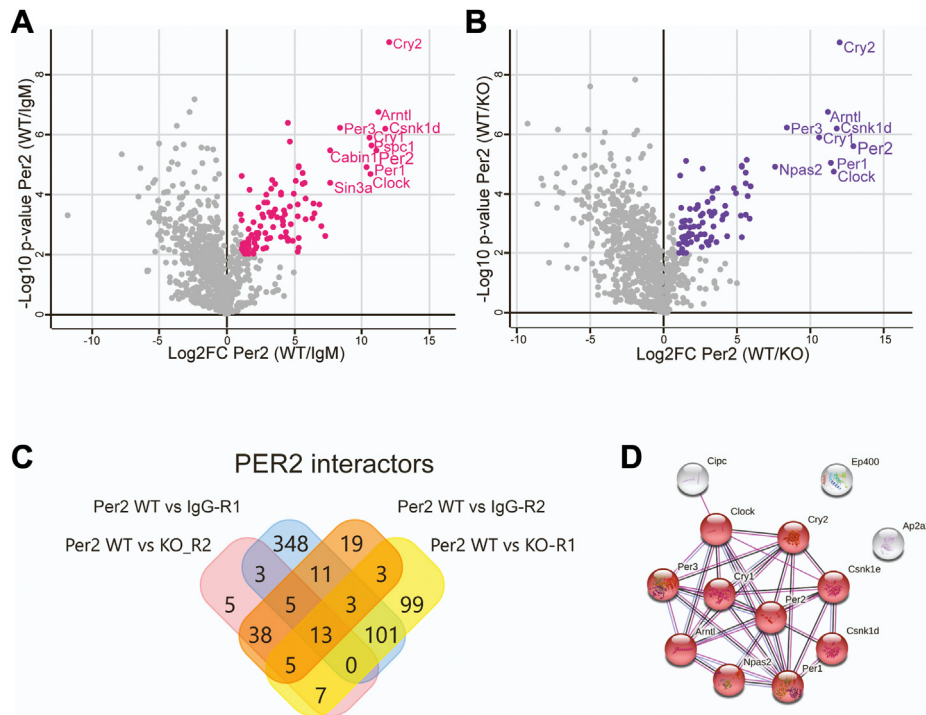 A
Cry2
Arntl
Per3
Csnk1d
Cry1
Pspc1
Cabin1
Per2
Per1
Clock
Sin3a
8
6
4
2
0
-10
-5
0
5
10
15
-Log10 p-value Per2 (WT/IgM)
Log2FC Per2 (WT/IgM)
B
Cry2
Arntl
Per3
Csnk1d
Cry1
Per2
Npas2
Per1
Clock
8
6
4
2
0
-10
-5
0
5
10
15
-Log10 p-value Per2 (WT/KO)
Log2FC Per2 (WT/KO)
C
PER2 interactors
Per2 WT vs IgG-R1
Per2 WT vs IgG-R2
Per2 WT vs KO_R2
Per2 WT vs KO-R1
348
19
3
11
3
5
5
3
99
38
13
101
5
0
7
D
Cipc
Ep400
Clock
Cry2
Ap2a
Per3
Cry1
Csnk1e
Per2
Arntl
Csnk1d
Npas2
Per1